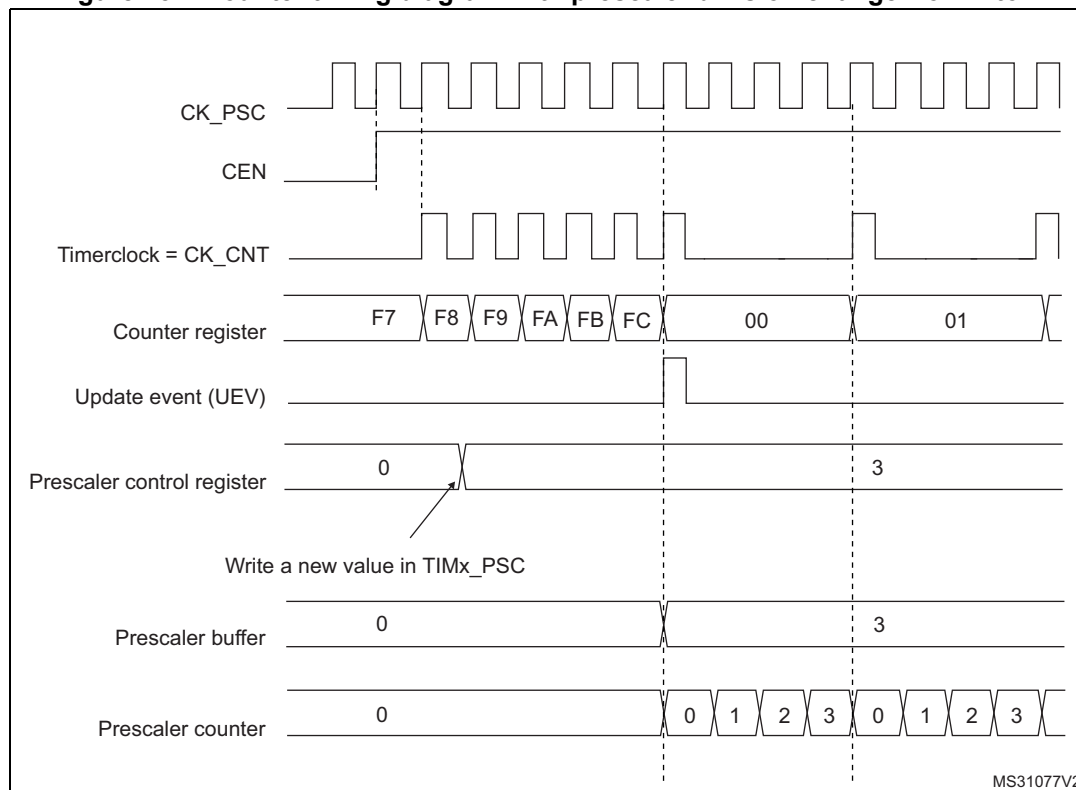 CK_PSC
CEN
Timerclock = CK_CNT
Counter register
F7 F8 F9 FA FB FC 00 01
Update event (UEV)
Prescaler control register
0 3
Write a new value in TIMx_PSC
Prescaler buffer
0 3
Prescaler counter
0 0 1 2 3 0 1 2 3
MS31077V2